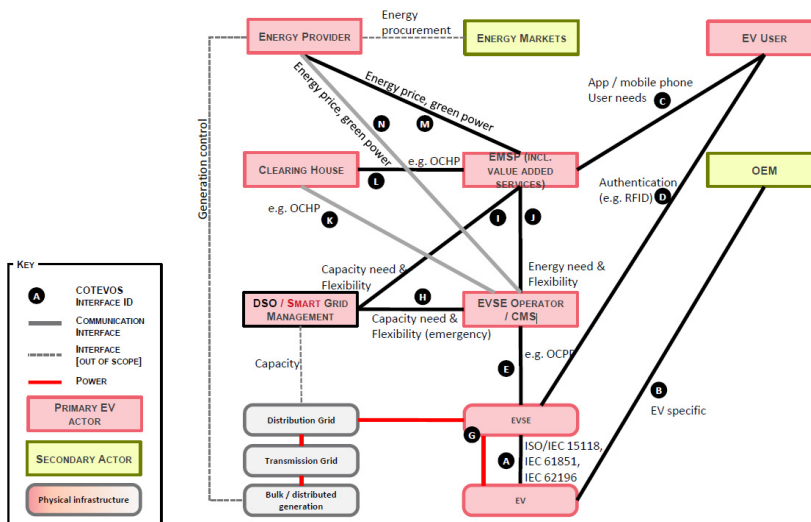 Energy
procurement
ENERGY PROVIDER
ENERGY MARKETS
EV USER
Energy price, green power
Energy price, green power
App / mobile phone
User needs
C
N
M
Generation control
CLEARING HOUSE
e.g. OCHP
EMSP (INCL.
VALUE ADDED
SERVICES)
OEM
L
Authentication
(e.g. RFID)
D
e.g. OCHP
K
I
J
Capacity need &
Flexibility
Energy need &
Flexibility
DSO / SMART GRID
MANAGEMENT
H
EVSE OPERATOR
/ CMS
Capacity need &
Flexibility (emergency)
Capacity
e.g. OCPP
E
B
EV specific
Distribution Grid
EVSE
G
Transmission Grid
A
ISO/IEC 15118,
IEC 61851,
IEC 62196
Bulk / distributed
generation
EV
KEY
A
COTEVOS
INTERFACE ID
COMMUNICATION
INTERFACE
INTERFACE
[OUT OF SCOPE]
POWER
PRIMARY EV
ACTOR
SECONDARY ACTOR
Physical infrastructure